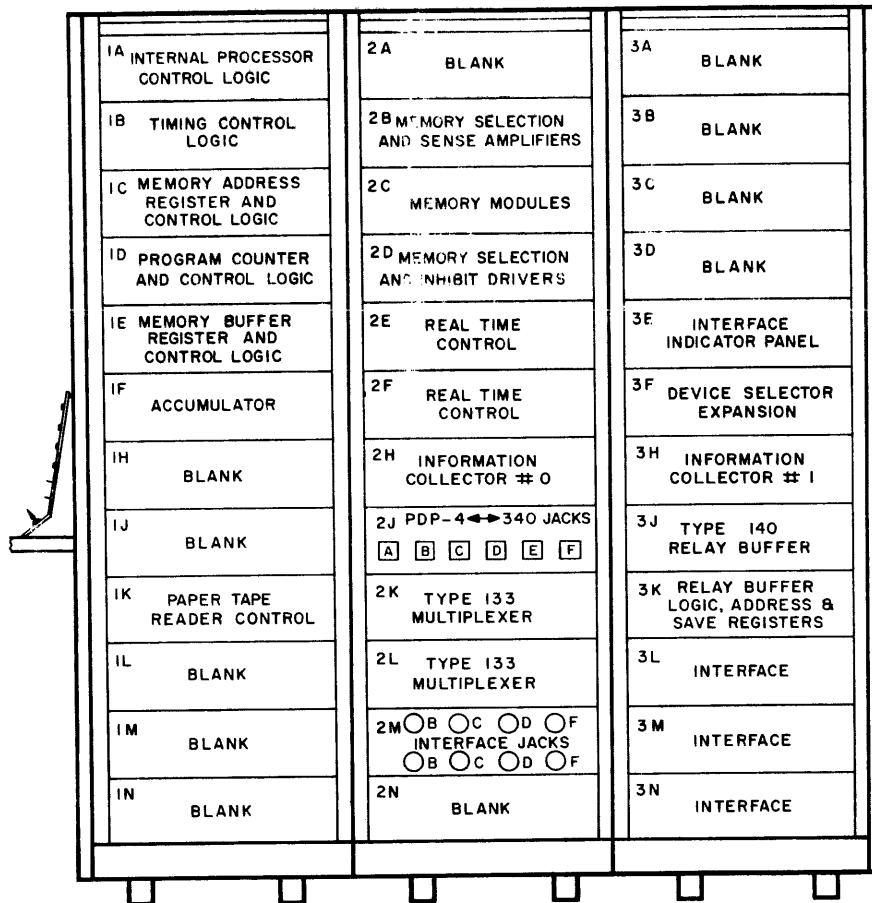 1A INTERNAL PROCESSOR
CONTROL LOGIC
1B TIMING CONTROL
LOGIC
1C MEMORY ADDRESS
REGISTER AND
CONTROL LOGIC
1D PROGRAM COUNTER
AND CONTROL LOGIC
1E MEMORY BUFFER
REGISTER AND
CONTROL LOGIC
1F
ACCUMULATOR
1H
BLANK
1J
BLANK
1K PAPER TAPE
READER CONTROL
1L
BLANK
1M
BLANK
1N
BLANK
2A
BLANK
2B MEMORY SELECTION
AND SENSE AMPLIFIERS
2C
MEMORY MODULES
2D MEMORY SELECTION
AND INHIBIT DRIVERS
2E REAL TIME
CONTROL
2F REAL TIME
CONTROL
2H INFORMATION
COLLECTOR # 0
2J PDP-4 ↔ 340 JACKS
A B C D E F
2K TYPE 133
MULTIPLEXER
2L TYPE 133
MULTIPLEXER
2M B C D F
INTERFACE JACKS
B C D F
2N
BLANK
3A
BLANK
3B
BLANK
3C
BLANK
3D
BLANK
3E INTERFACE
INDICATOR PANEL
3F DEVICE SELECTOR
EXPANSION
3H INFORMATION
COLLECTOR # 1
3J TYPE 140
RELAY BUFFER
3K RELAY BUFFER
LOGIC, ADDRESS &
SAVE REGISTERS
3L
INTERFACE
3M
INTERFACE
3N
INTERFACE